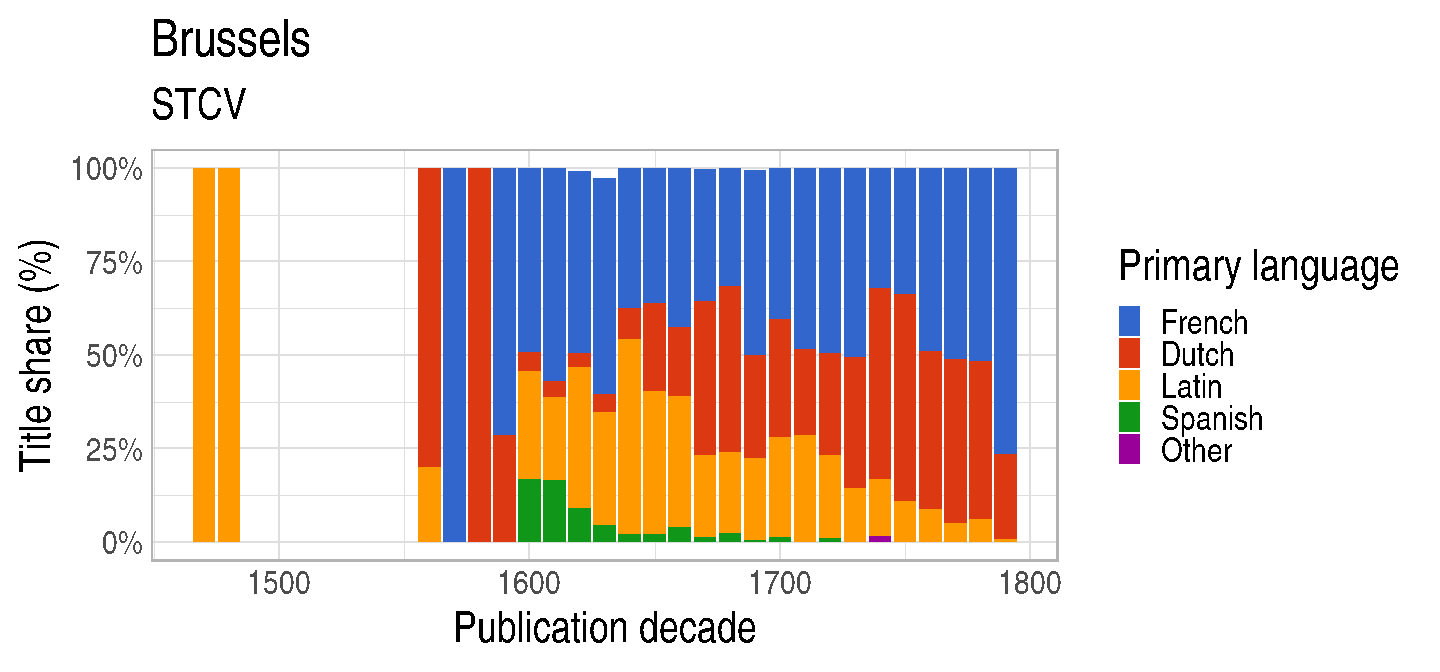 Brussels
STCV
Title share (%)
100%
75%
50%
25%
0%
1500
1600
1700
1800
Publication decade
Primary language
French
Dutch
Latin
Spanish
Other